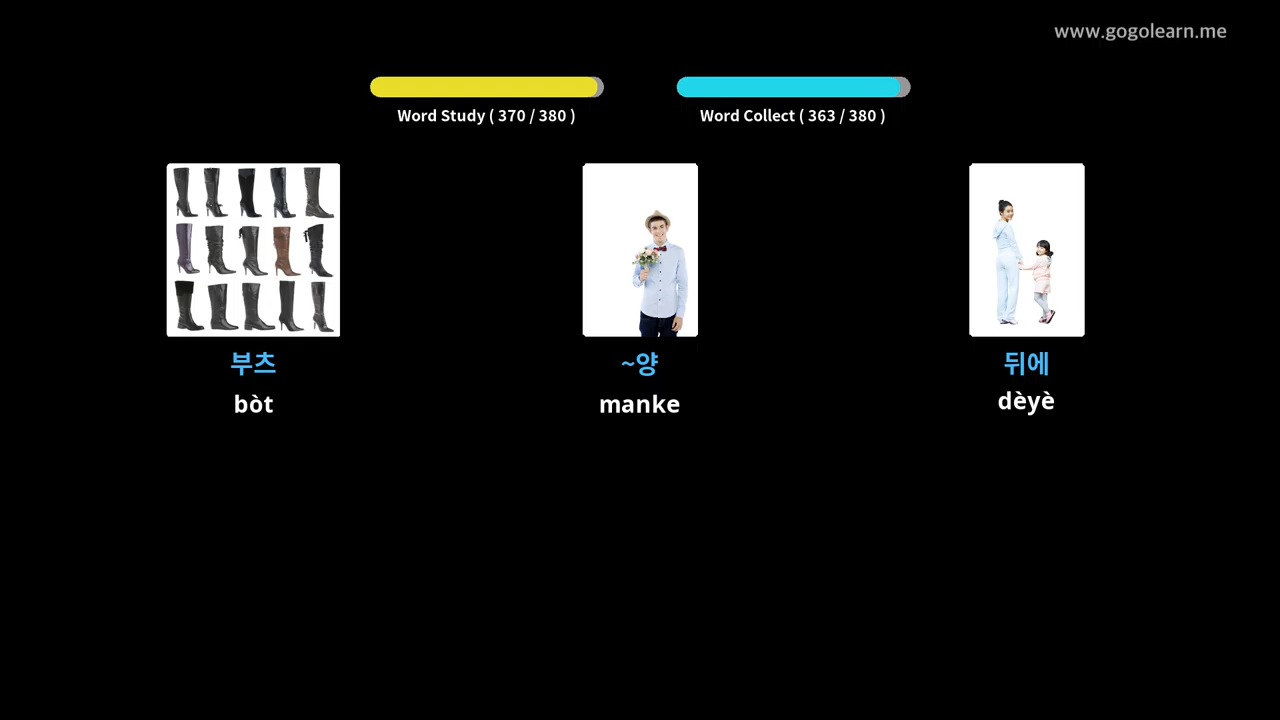 www.gogolearn.me
Word Study ( 370 / 380 )
Word Collect ( 363 / 380 )
부츠
~양
뒤에
bòt
manke
dèyè